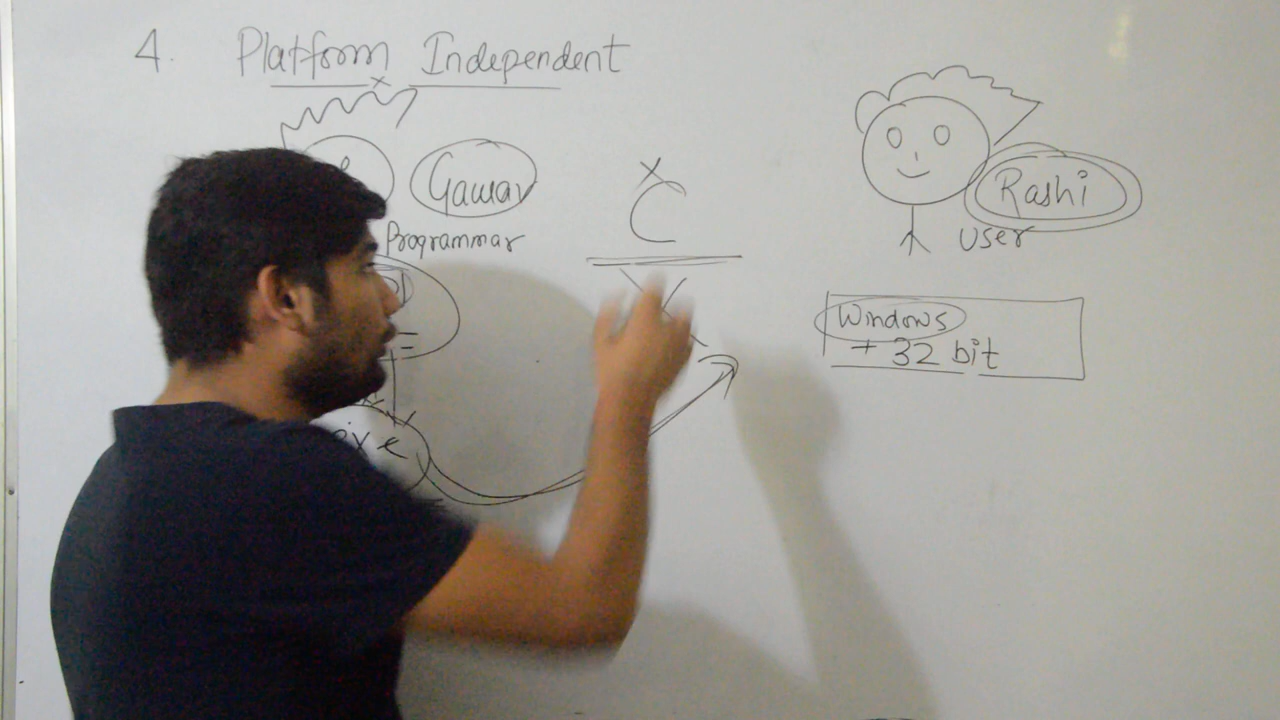 4. Platform Independent
Gaurav
Programmar
C
Rashi
User
Windows
+ 32 bit